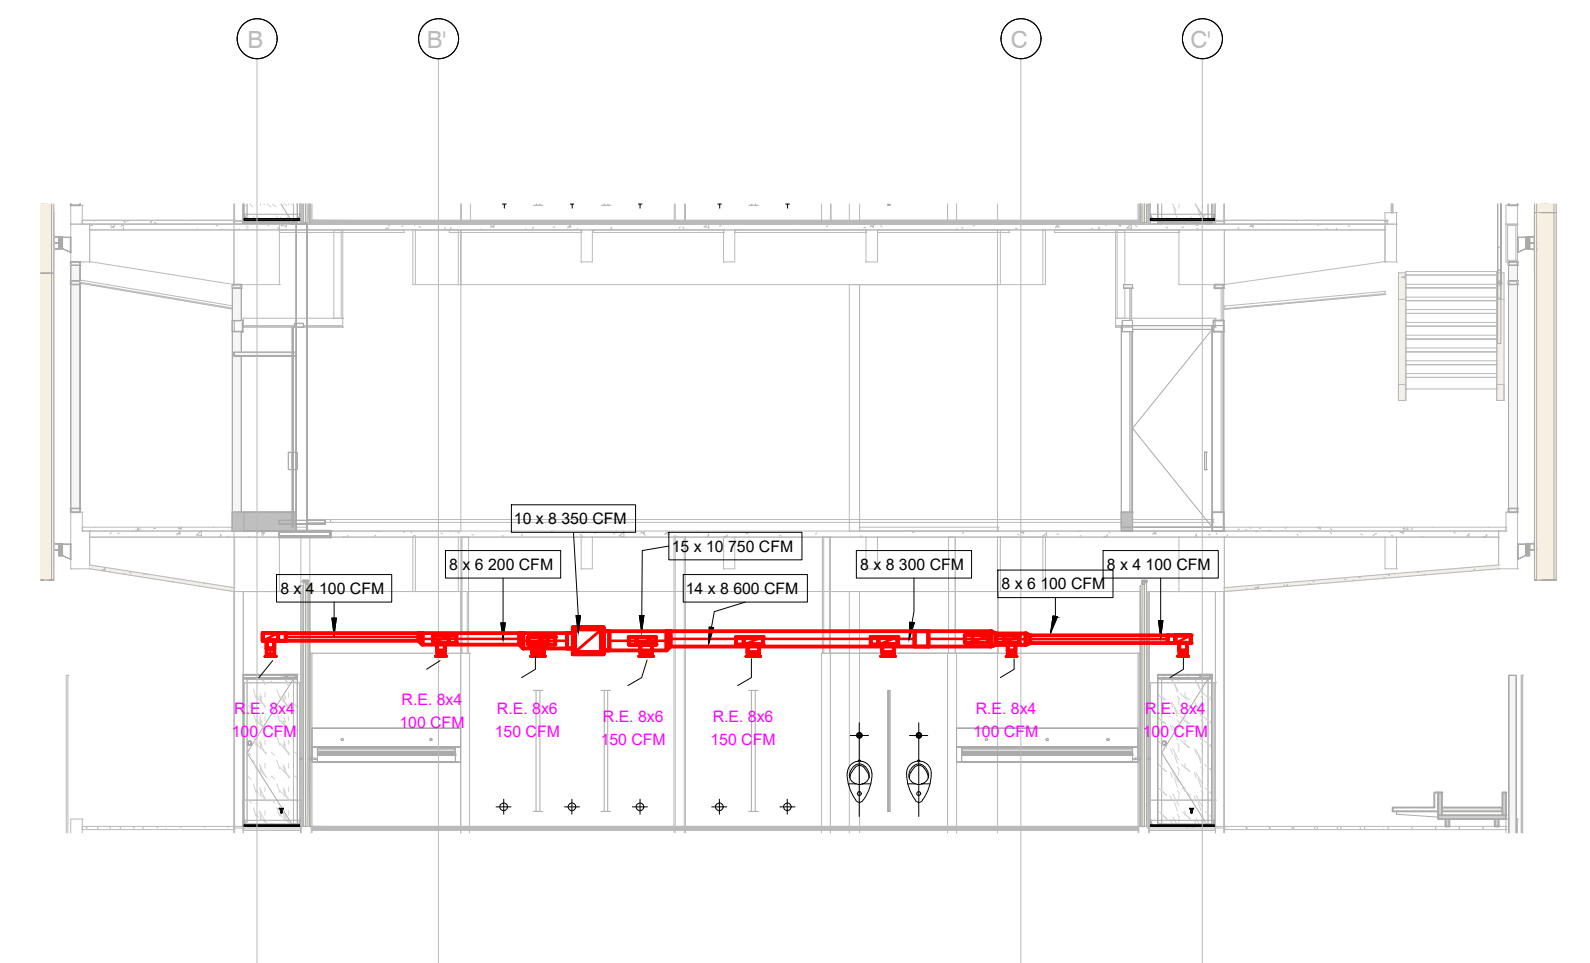 B
B'
C
C'
10 x 8 350 CFM
15 x 10 750 CFM
8 x 6 200 CFM
8 x 8 300 CFM
8 x 4 100 CFM
8 x 4 100 CFM
14 x 8 600 CFM
8 x 6 100 CFM
R.E. 8x4
100 CFM
R.E. 8x4
100 CFM
R.E. 8x6
150 CFM
R.E. 8x6
150 CFM
R.E. 8x6
150 CFM
R.E. 8x4
100 CFM
R.E. 8x4
100 CFM